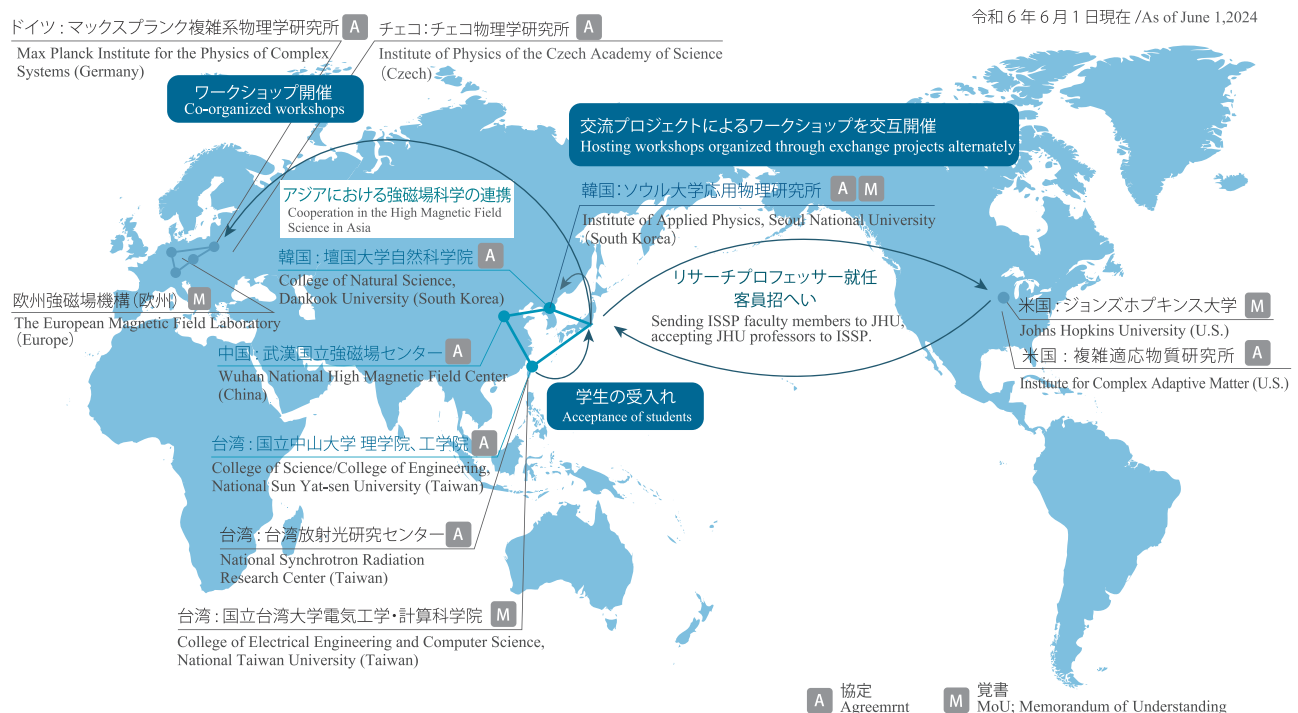 令和6年6月1日現在 /As of June 1,2024
ドイツ：マックスプランク複雑系物理学研究所 A
Max Planck Institute for the Physics of Complex
Systems (Germany)
チェコ：チェコ物理学研究所 A
Institute of Physics of the Czech Academy of Science
(Czech)
ワークショップ開催
Co-organized workshops
交流プロジェクトによるワークショップを交互開催
Hosting workshops organized through exchange projects alternately
アジアにおける強磁場科学の連携
Cooperation in the High Magnetic Field
Science in Asia
韓国：ソウル大学応用物理研究所 A M
Institute of Applied Physics, Seoul National University
(South Korea)
韓国：壇国大学自然科学院 A
College of Natural Science,
Dankook University (South Korea)
欧州強磁場機構（欧州） M
The European Magnetic Field Laboratory
(Europe)
リサーチプロフェッサー就任
客員招へい
Sending ISSP faculty members to JHU,
accepting JHU professors to ISSP.
米国：ジョンズホプキンス大学 M
Johns Hopkins University (U.S.)
米国：複雑適応物質研究所 A
Institute for Complex Adaptive Matter (U.S.)
中国：武漢国立強磁場センター A
Wuhan National High Magnetic Field Center
(China)
学生の受入れ
Acceptance of students
台湾：国立中山大学 理学院、工学院 A
College of Science/College of Engineering,
National Sun Yat-sen University (Taiwan)
台湾：台湾放射光研究センター A
National Synchrotron Radiation
Research Center (Taiwan)
台湾：国立台湾大学電気工学・計算科学院 M
College of Electrical Engineering and Computer Science,
National Taiwan University (Taiwan)
A 協定
Agreemrnt
M 覚書
MoU; Memorandum of Understanding